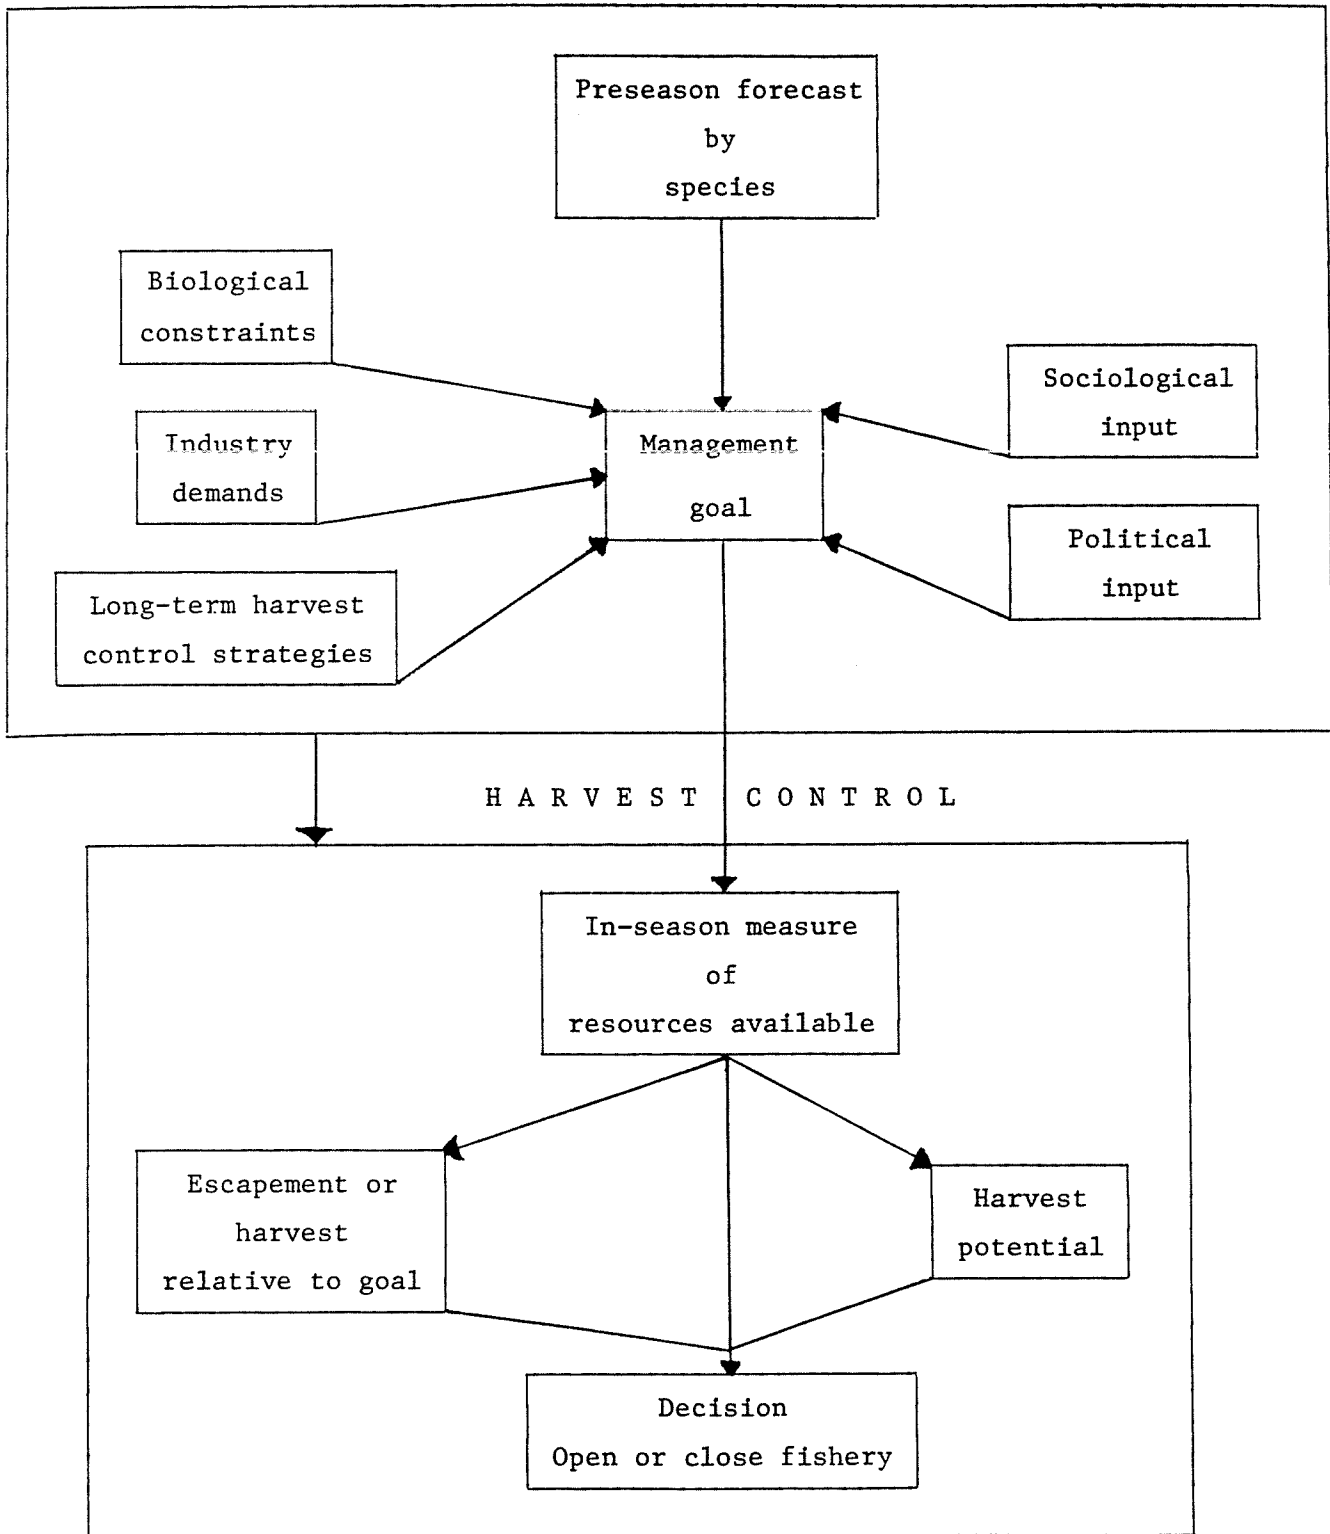 Preseason forecast
by
species
Biological
constraints
Industry
demands
Long-term harvest
control strategies
Management
goal
Sociological
input
Political
input
HARVEST CONTROL
In-season measure
of
resources available
Escapement or
harvest
relative to goal
Harvest
potential
Decision
Open or close fishery